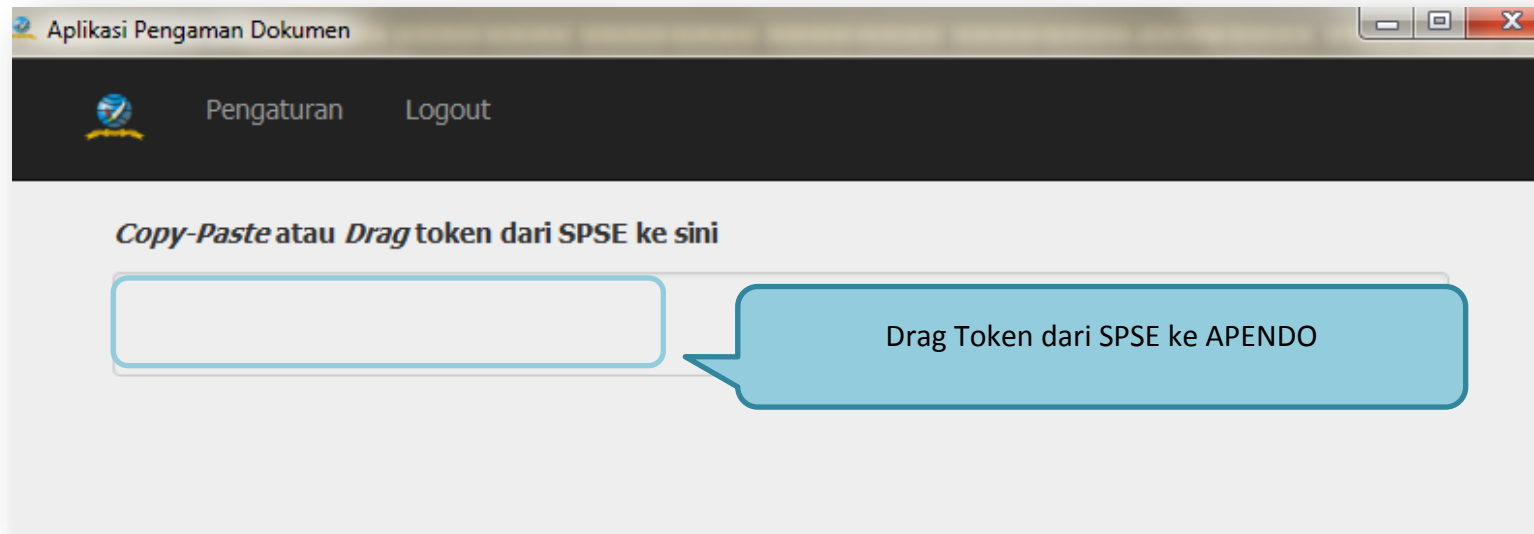 Aplikasi Pengaman Dokumen
Pengaturan Logout
Copy-Paste atau Drag token dari SPSE ke sini
Drag Token dari SPSE ke APENDO